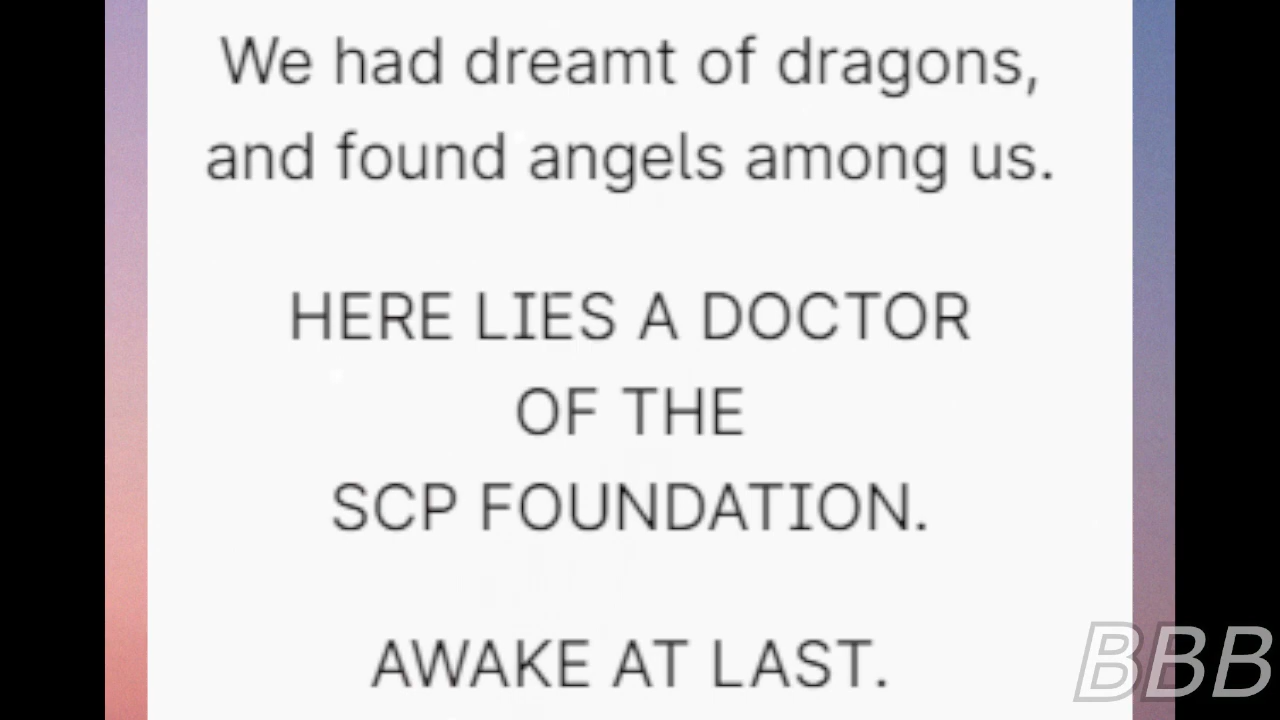 We had dreamt of dragons,
and found angels among us.
HERE LIES A DOCTOR
OF THE
SCP FOUNDATION.
AWAKE AT LAST.
BBB